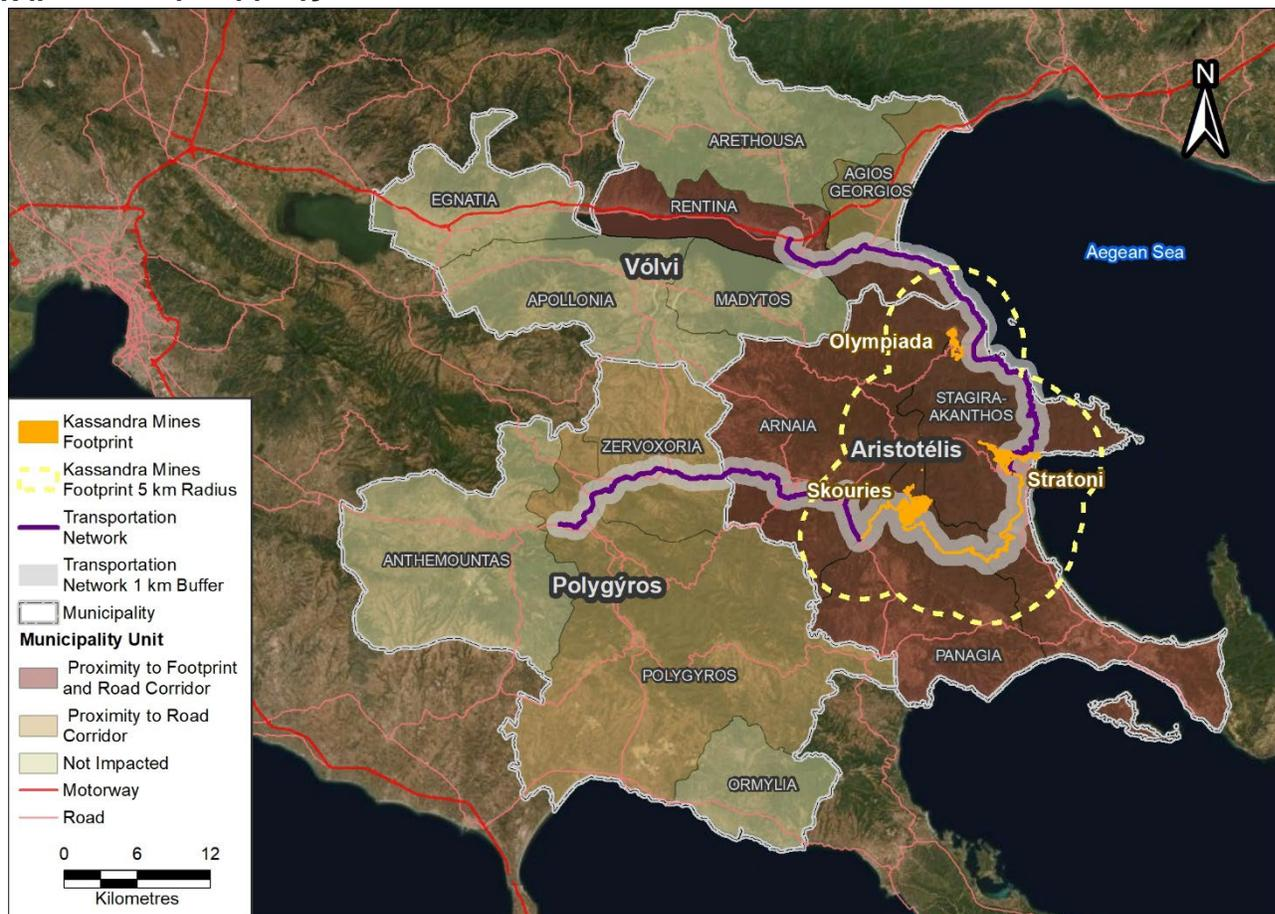 N
ARETHOUSA
AGIOS
GEORGIOS
EGNATIA
RENTINA
Aegean Sea
Vólvi
APOLLONIA
MADYTOS
Olympiada
STAGIRA-
AKANTHOS
ARNAIA
ZERVOXORIA
Aristotélis
Stratoni
Skouries
ANTHEMOUNTAS
Polygýros
PANAGIA
POLYGYROS
ORMYLIA
Kassandra Mines
Footprint
Kassandra Mines
Footprint 5 km Radius
Transportation
Network
Transportation
Network 1 km Buffer
Municipality
Municipality Unit
Proximity to Footprint
and Road Corridor
Proximity to Road
Corridor
Not Impacted
Motorway
Road
0 6 12
Kilometres